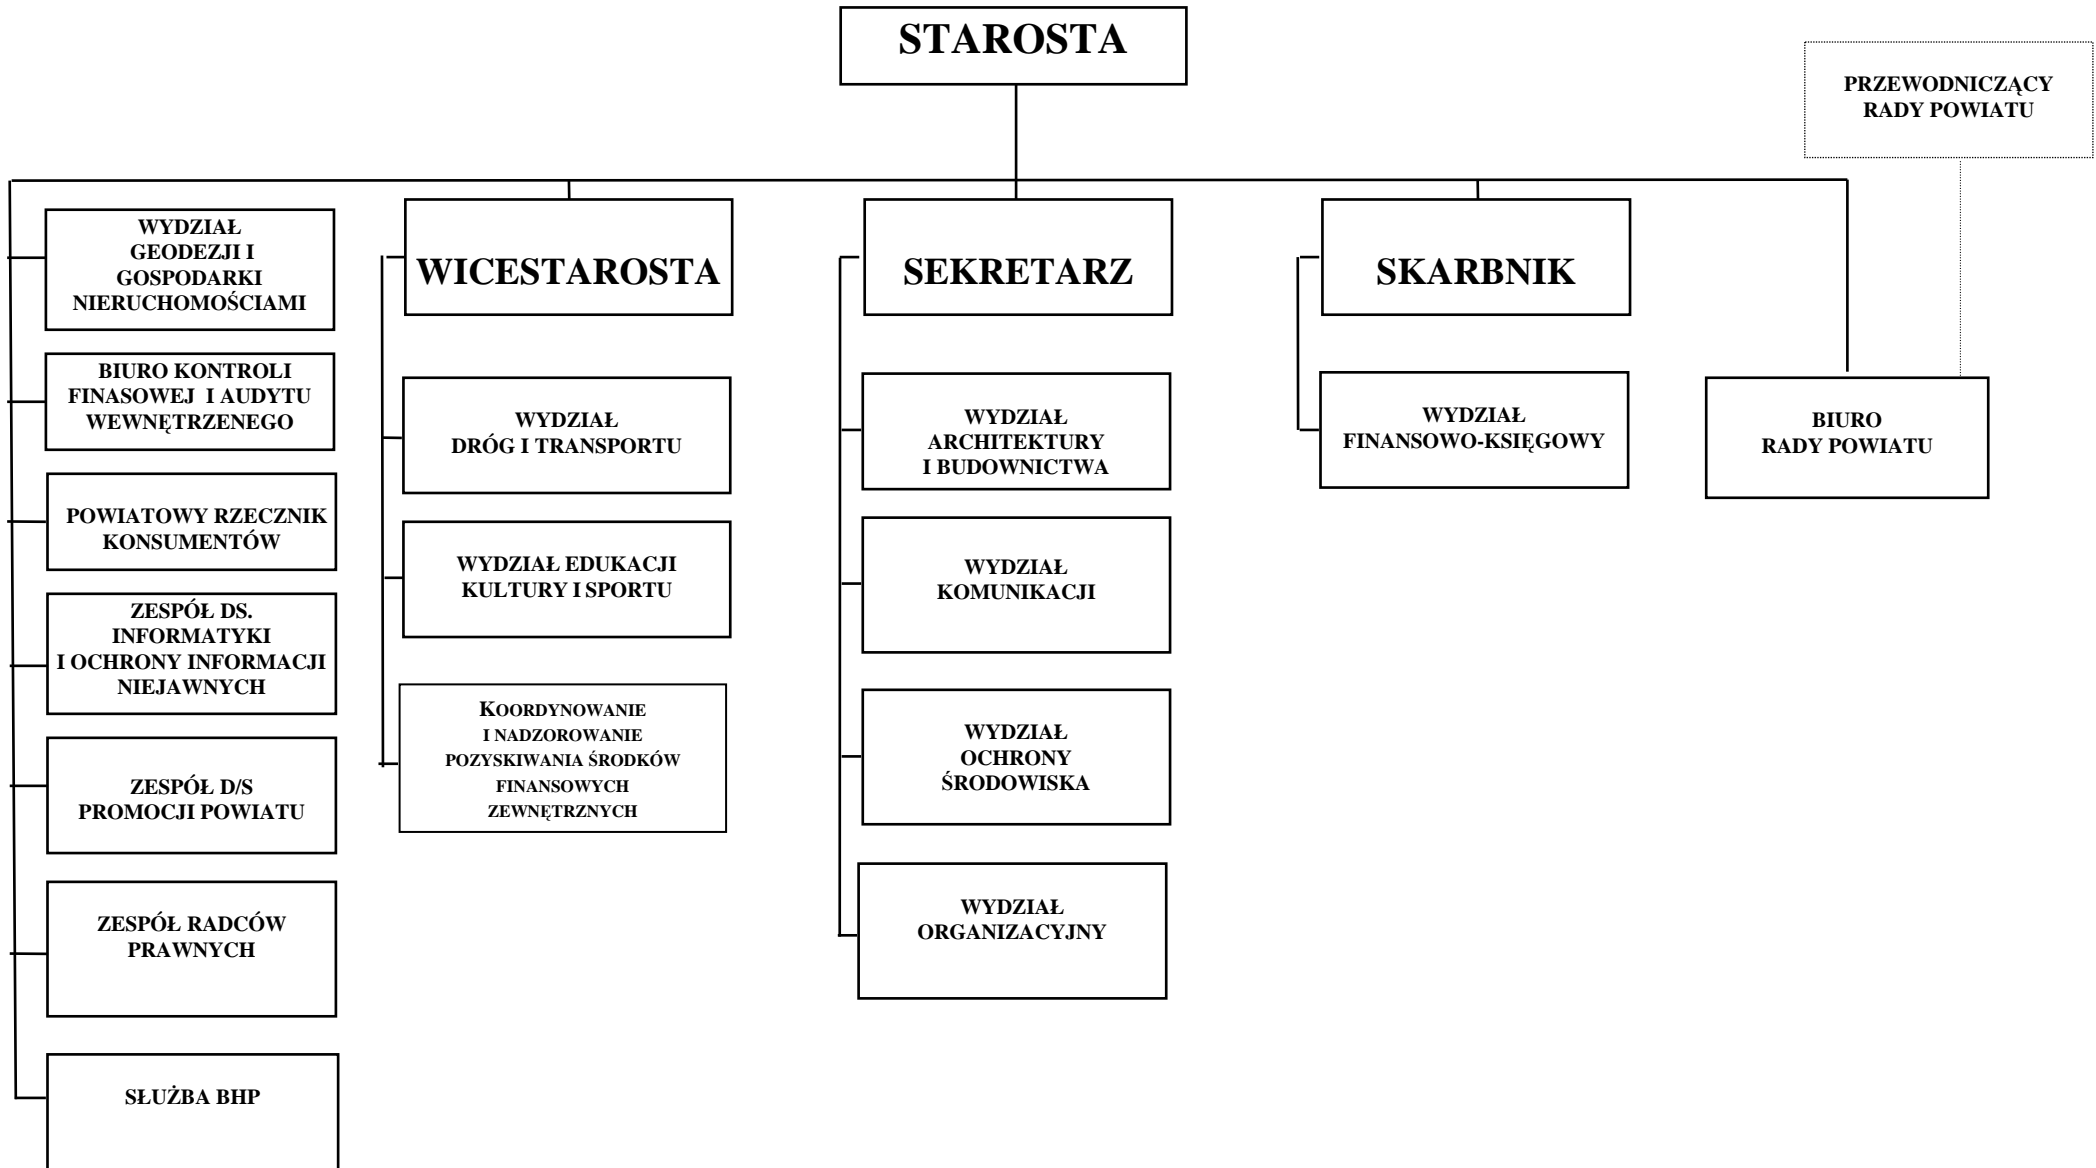 STAROSTA
PRZEWODNICZĄCY
RADY POWIATU
WYDZIAŁ
GEODEZJI I
GOSPODARKI
NIERUCHOMOŚCIAMI
BIURO KONTROLI
FINASOWEJ I AUDYTU
WEWNĘTRZENEGO
POWIATOWY RZECZNIK
KONSUMENTÓW
ZESPÓŁ DS.
INFORMATYKI
I OCHRONY INFORMACJI
NIEJAWNYCH
ZESPÓŁ D/S
PROMOCJI POWIATU
ZESPÓŁ RADCÓW
PRAWNYCH
SŁUŻBA BHP
WICESTAROSTA
WYDZIAŁ
DRÓG I TRANSPORTU
WYDZIAŁ EDUKACJI
KULTURY I SPORTU
KOORDYNOWANIE
I NADZOROWANIE
POZYSKIWANIA ŚRODKÓW
FINANSOWYCH
ZEWNĘTRZNYCH
SEKRETARZ
WYDZIAŁ
ARCHITEKTURY
I BUDOWNICTWA
WYDZIAŁ
KOMUNIKACJI
WYDZIAŁ
OCHRONY
ŚRODOWISKA
WYDZIAŁ
ORGANIZACYJNY
SKARBNIK
WYDZIAŁ
FINANSOWO-KSIĘGOWY
BIURO
RADY POWIATU